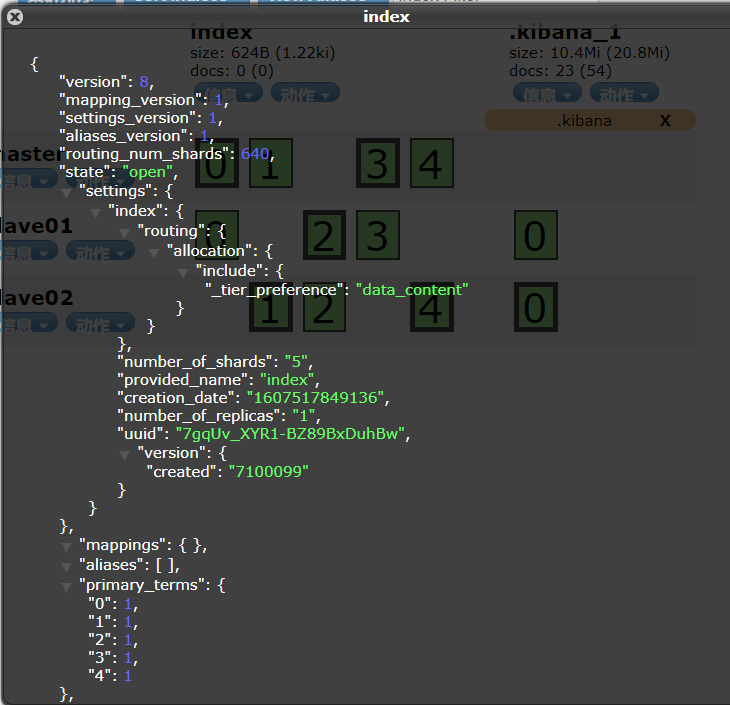 index
index
size: 624B (1.22ki)
docs: 0 (0)
信息 动作
.kibana_1
size: 10.4Mi (20.8Mi)
docs: 23 (54)
信息 动作
.kibana X
master
信息
0 1 3 4
lave01
信息 动作
0 2 3 0
lave02
信息 动作
1 2 4 0
{
"version": 8,
"mapping_version": 1,
"settings_version": 1,
"aliases_version": 1,
"routing_num_shards": 640,
"state": "open",
"settings": {
"index": {
"routing": {
"allocation": {
"include": {
"_tier_preference": "data_content"
}
}
},
"number_of_shards": "5",
"provided_name": "index",
"creation_date": "1607517849136",
"number_of_replicas": "1",
"uuid": "7gqUv_XYR1-BZ89BxDuhBw",
"version": {
"created": "7100099"
}
}
},
"mappings": { },
"aliases": [ ],
"primary_terms": {
"0": 1,
"1": 1,
"2": 1,
"3": 1,
"4": 1
},